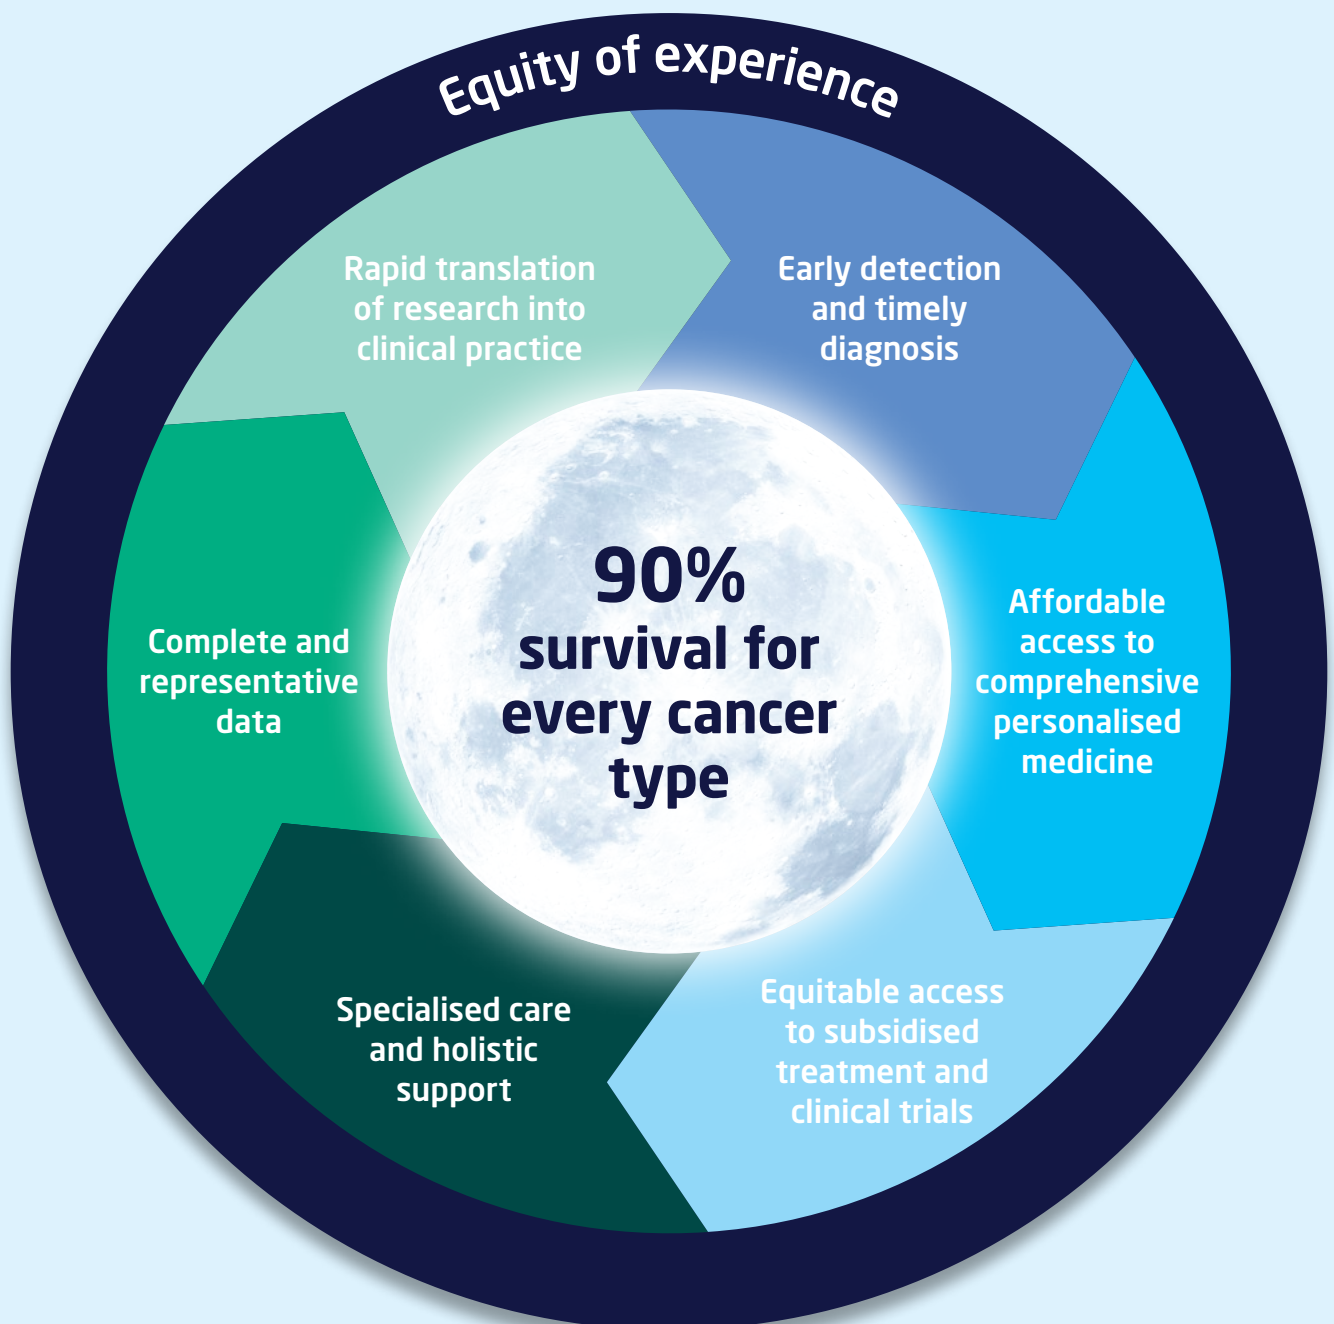 Equity of experience
Rapid translation
of research into
clinical practice
Early detection
and timely
diagnosis
90%
survival for
every cancer
type
Affordable
access to
comprehensive
personalised
medicine
Complete and
representative
data
Specialised care
and holistic
support
Equitable access
to subsidised
treatment and
clinical trials